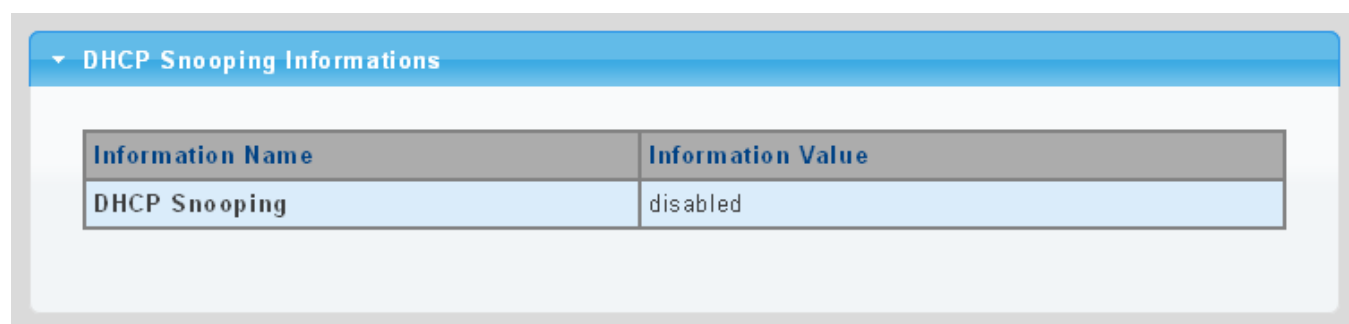 DHCP Snooping Informations
Information Name Information Value
DHCP Snooping disabled